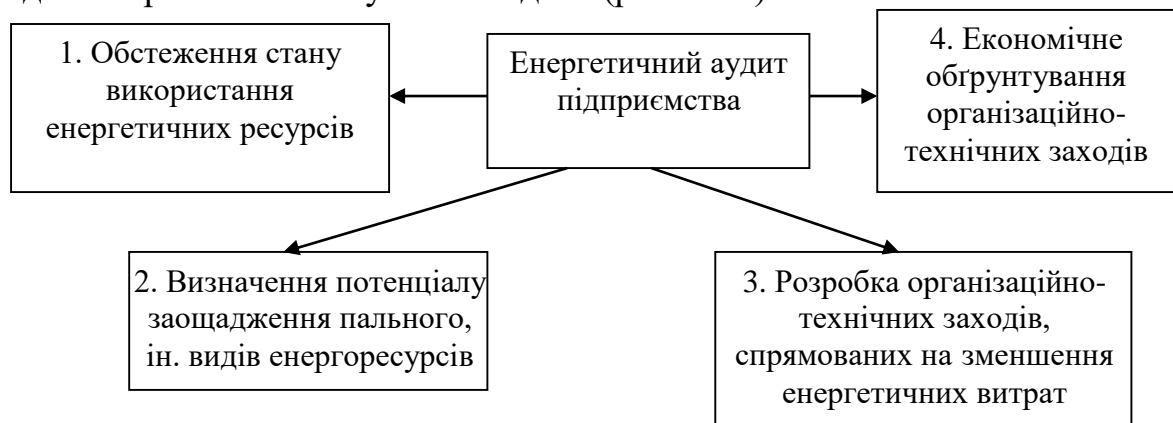 1. Обстеження стану
використання
енергетичних ресурсів
Енергетичний аудит
підприємства
4. Економічне
обґрунтування
організаційно-
технічних заходів
2. Визначення потенціалу
заощадження пального,
ін. видів енергоресурсів
3. Розробка організаційно-
технічних заходів,
спрямованих на зменшення
енергетичних витрат